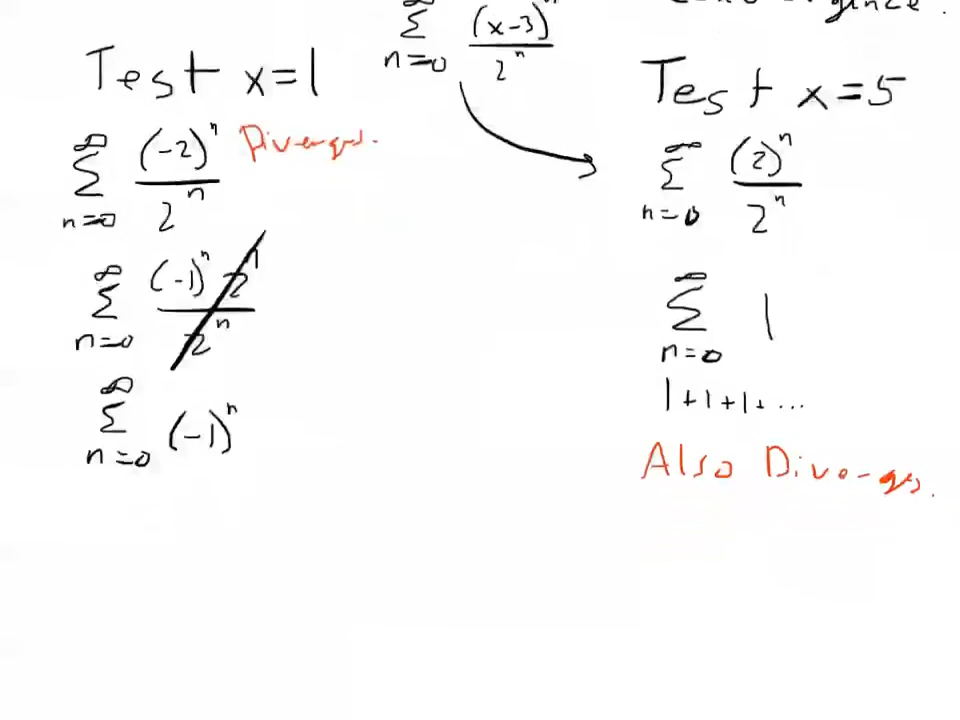 ∞ Σ n=0 (x-3)^n / 2^n
Test x=1
∞ Σ n=0 (-2)^n / 2^n Diverges.
∞ Σ n=0 (-1)^n 2^n / 2^n
∞ Σ n=0 (-1)^n
Test x=5
∞ Σ n=0 (2)^n / 2^n
∞ Σ n=0 1
1+1+1+...
Also Diverges.